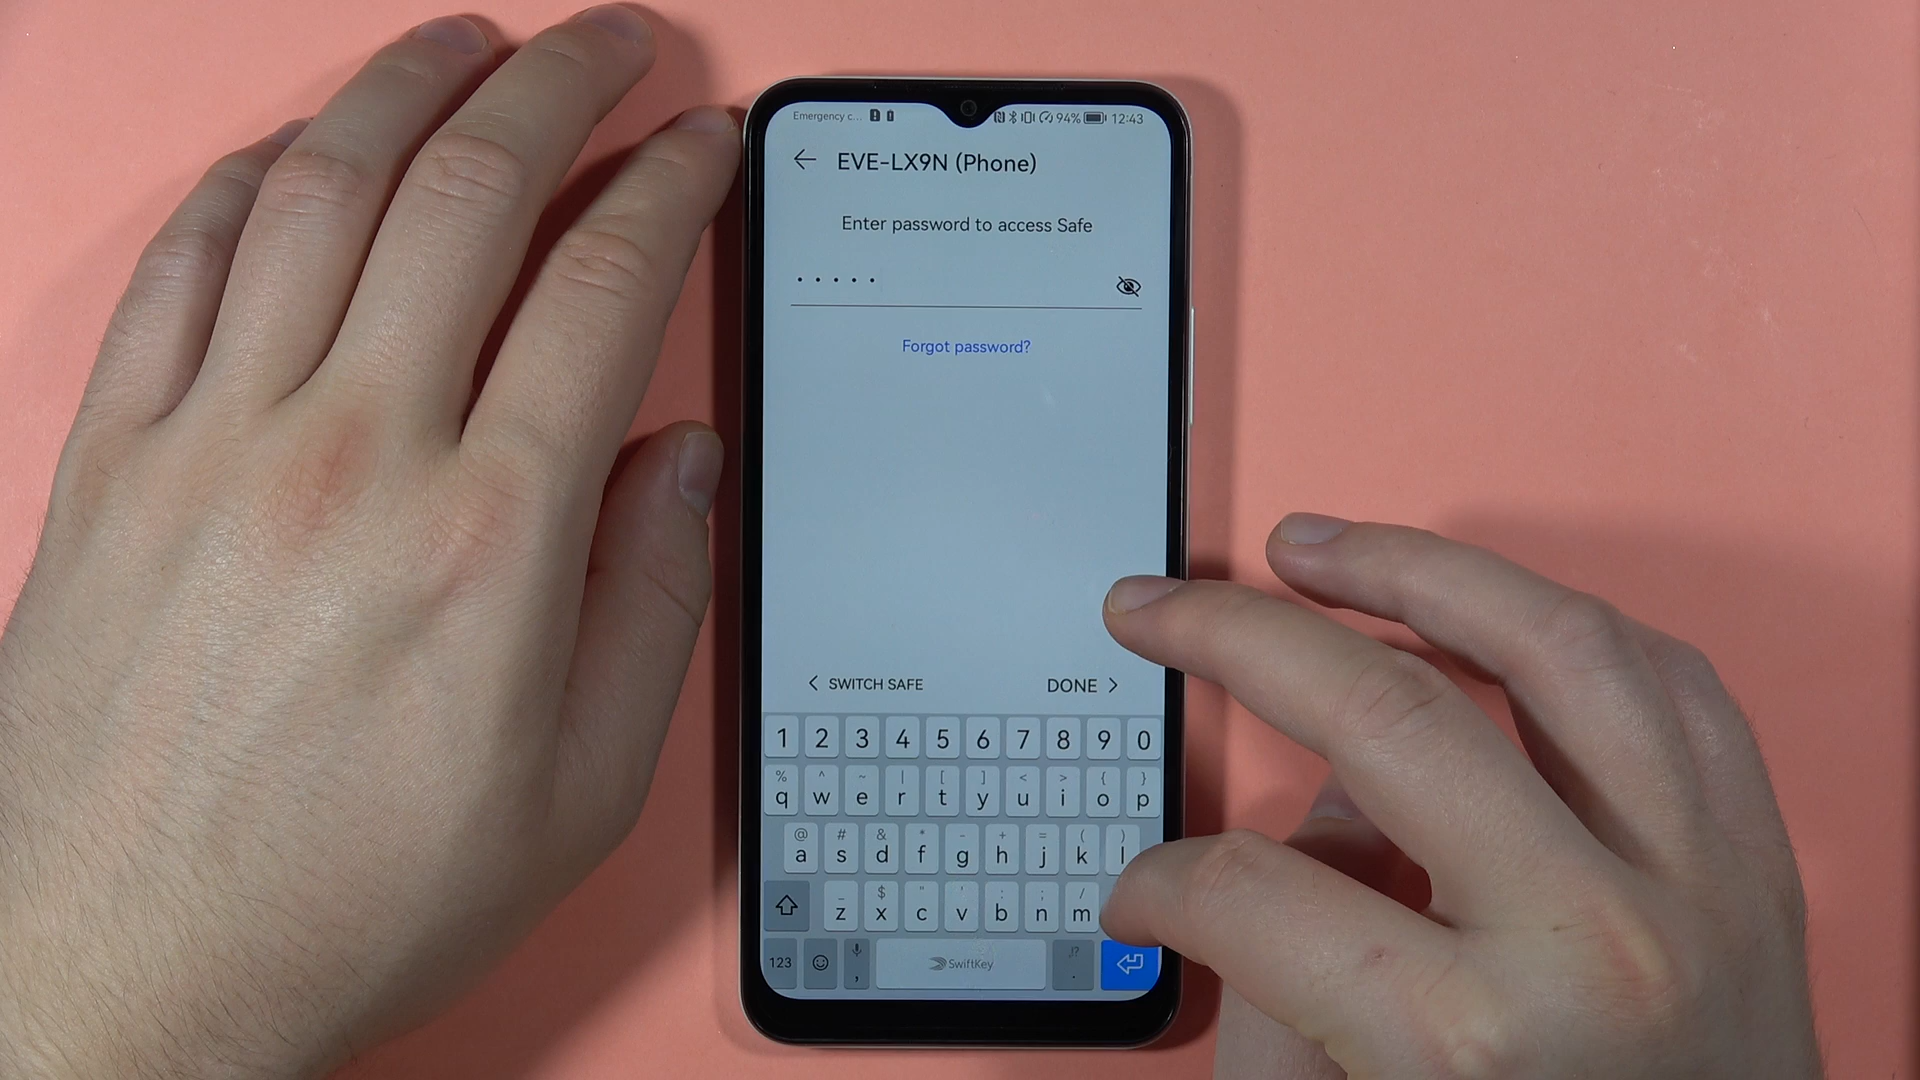 Emergency c... 94% 12:43
EVE-LX9N (Phone)
Enter password to access Safe
• • • • •
Forgot password?
< SWITCH SAFE DONE >
1 2 3 4 5 6 7 8 9 0
% ^ ~ | [ ] < > { }
q w e r t y u i o p
@ # & * - + = ( )
a s d f g h j k l
_ $ " ' : ; /
z x c v b n m
123 , SwiftKey ,!? .